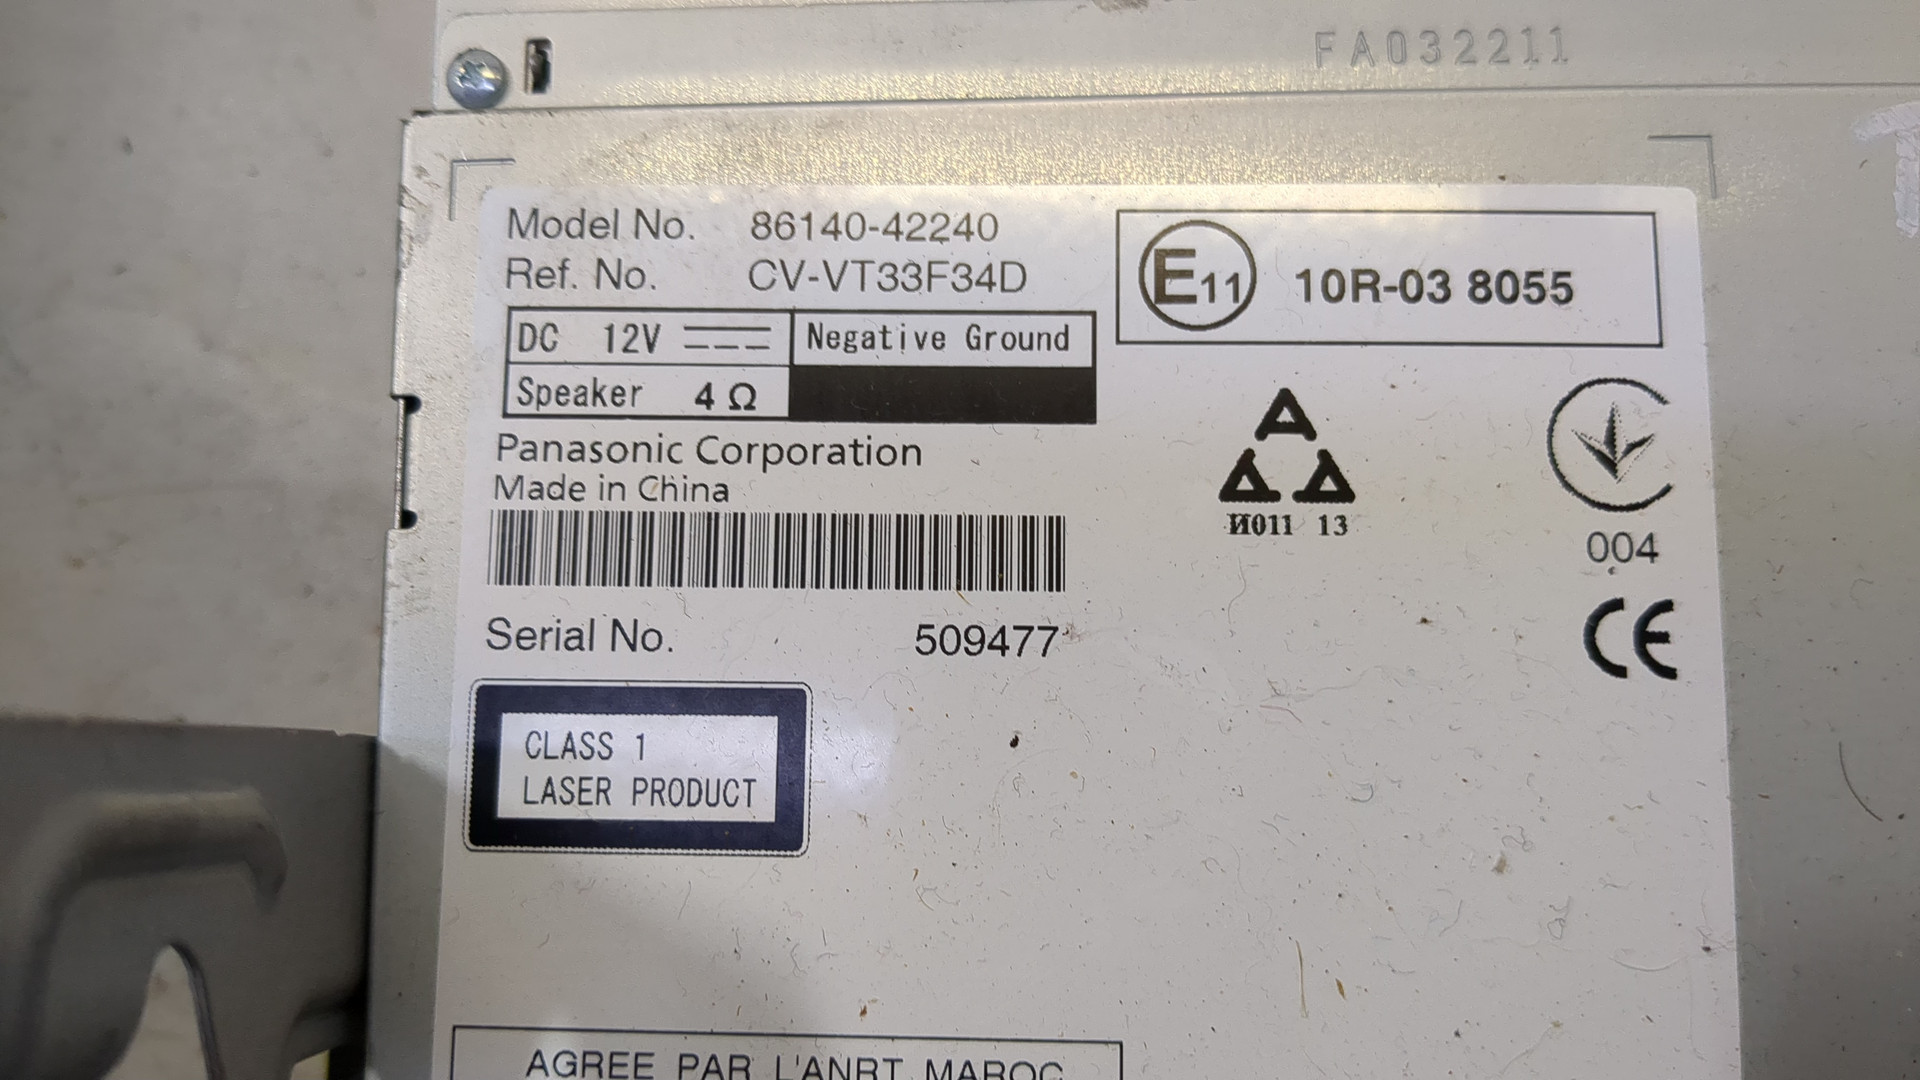 FA032211
Model No. 86140-42240
Ref. No. CV-VT33F34D
E11 10R-03 8055
DC 12V Negative Ground
Speaker 4 Ω
Panasonic Corporation
Made in China
И011 13
004
CE
Serial No. 509477
CLASS 1
LASER PRODUCT
AGREE PAR L'ANRT MAROC